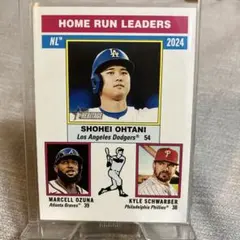 HOME RUN LEADERS
NL® 2024
HERITAGE
SHOHEI OHTANI
Los Angeles Dodgers® 54
MARCELL OZUNA
Atlanta Braves® 39
KYLE SCHWARBER
Philadelphia Phillies® 38